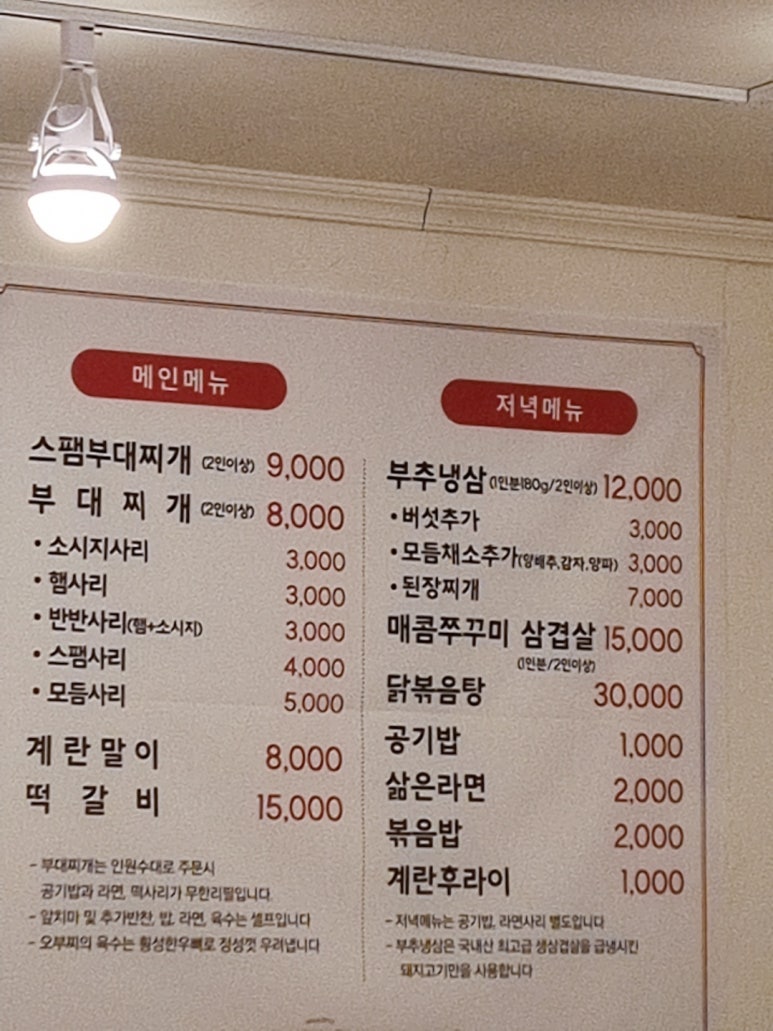 메인메뉴
스팸부대찌개 (2인이상) 9,000
부 대 찌 개 (2인이상) 8,000
• 소시지사리 3,000
• 햄사리 3,000
• 반반사리(햄+소시지) 3,000
• 스팸사리 4,000
• 모듬사리 5,000
계 란 말 이 8,000
떡 갈 비 15,000
- 부대찌개는 인원수대로 주문시
공기밥과 라면, 떡사리가 무한리필입니다.
- 앞치마 및 추가반찬, 밥, 라면, 육수는 셀프입니다
- 오부찌의 육수는 횡성한우뼈로 정성껏 우려냅니다
저녁메뉴
부추냉삼(1인분180g/2인이상) 12,000
• 버섯추가 3,000
• 모듬채소추가(양배추,감자,양파) 3,000
• 된장찌개 7,000
매콤쭈꾸미 삼겹살 15,000
(1인분/2인이상)
닭볶음탕 30,000
공기밥 1,000
삶은라면 2,000
볶음밥 2,000
계란후라이 1,000
- 저녁메뉴는 공기밥, 라면사리 별도입니다
- 부추냉삼은 국내산 최고급 생삼겹살을 급냉시킨
돼지고기만을 사용합니다